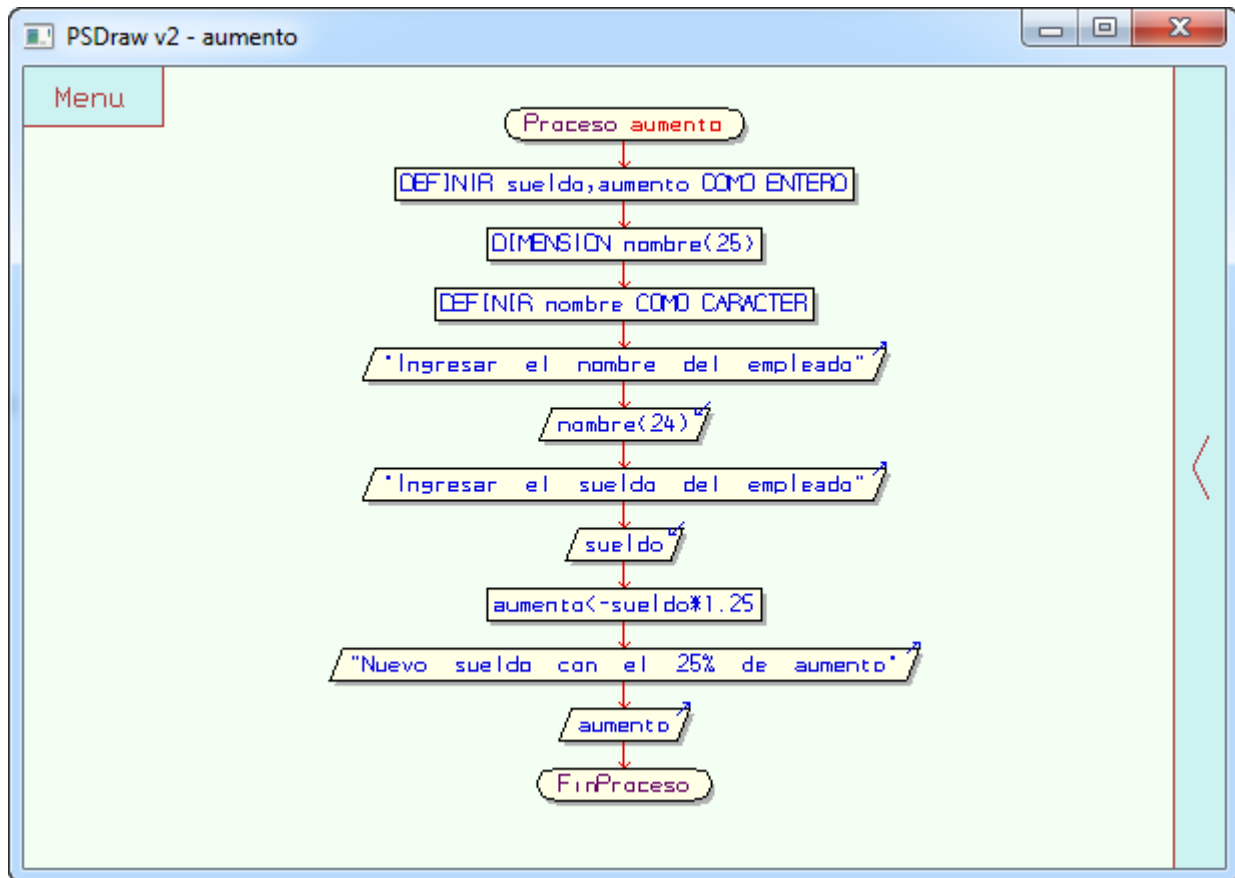 PSDraw v2 - aumento
Menu
Proceso aumento
DEFINIR sueldo,aumento COMO ENTERO
DIMENSION nombre(25)
DEFINIR nombre COMO CARACTER
"Ingresar el nombre del empleado"
nombre(24)
"Ingresar el sueldo del empleado"
sueldo
aumento<-sueldo*1.25
"Nuevo sueldo con el 25% de aumento"
aumento
FinProceso